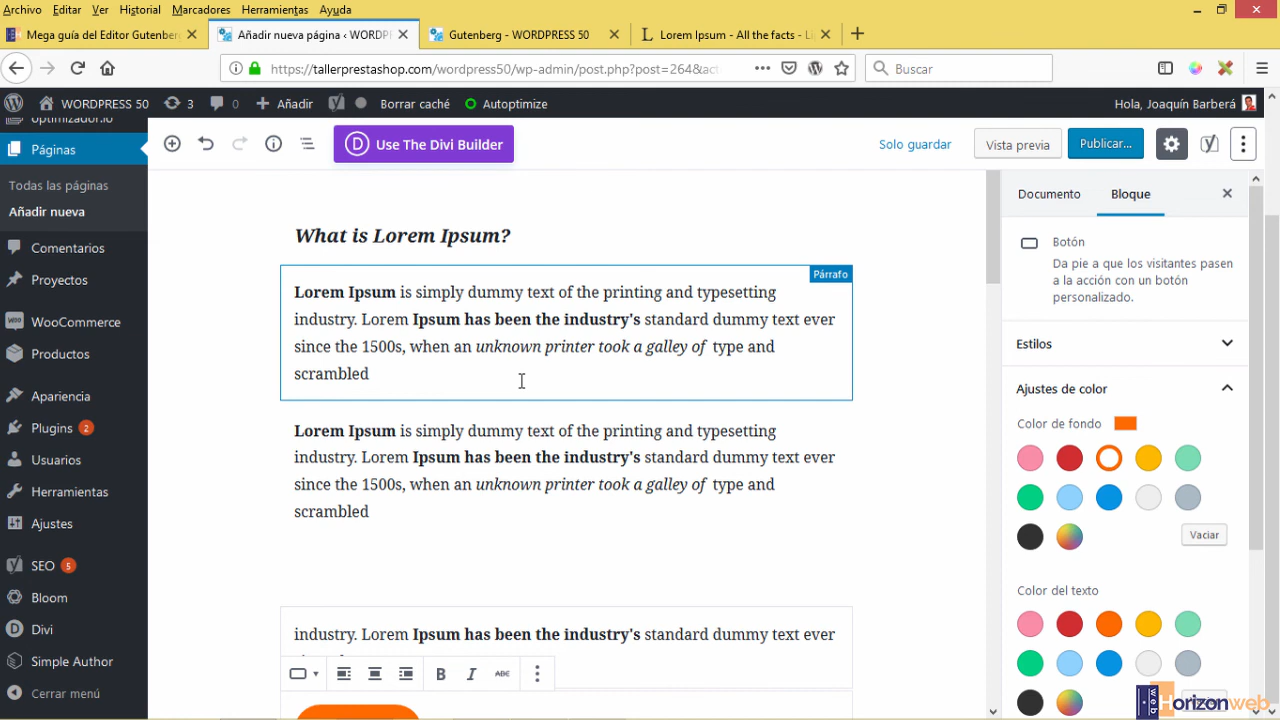 Archivo Editar Ver Historial Marcadores Herramientas Ayuda
Mega guía del Editor Gutenber
Añadir nueva página ‹ WORDPR
Gutenberg - WORDPRESS 50
Lorem Ipsum - All the facts - Li
https://tallerprestashop.com/wordpress50/wp-admin/post.php?post=264&act
Buscar
WORDPRESS 50
3
0
Añadir
Borrar caché
Autoptimize
Hola, Joaquín Barberá
optimizador.io
Páginas
Todas las páginas
Añadir nueva
Comentarios
Proyectos
WooCommerce
Productos
Apariencia
Plugins 2
Usuarios
Herramientas
Ajustes
SEO 5
Bloom
Divi
Simple Author
Cerrar menú
D Use The Divi Builder
Solo guardar
Vista previa
Publicar...
What is Lorem Ipsum?
Párrafo
Lorem Ipsum is simply dummy text of the printing and typesetting
industry. Lorem Ipsum has been the industry's standard dummy text ever
since the 1500s, when an unknown printer took a galley of type and
scrambled
Lorem Ipsum is simply dummy text of the printing and typesetting
industry. Lorem Ipsum has been the industry's standard dummy text ever
since the 1500s, when an unknown printer took a galley of type and
scrambled
industry. Lorem Ipsum has been the industry's standard dummy text ever
B I ABC
Documento
Bloque
Botón
Da pie a que los visitantes pasen
a la acción con un botón
personalizado.
Estilos
Ajustes de color
Color de fondo
Vaciar
Color del texto
web Horizonweb